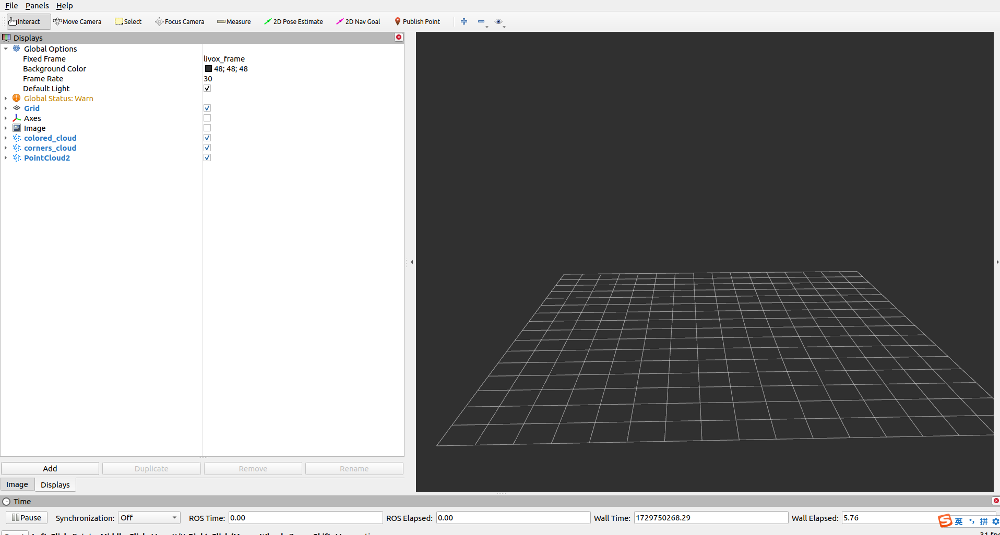 File Panels Help
Interact Move Camera Select Focus Camera Measure 2D Pose Estimate 2D Nav Goal Publish Point
Displays
Global Options
Fixed Frame livox_frame
Background Color 48; 48; 48
Frame Rate 30
Default Light
Global Status: Warn
Grid
Axes
Image
colored_cloud
corners_cloud
PointCloud2
Add Duplicate Remove Rename
Image Displays
Time
Pause Synchronization: Off ROS Time: 0.00 ROS Elapsed: 0.00 Wall Time: 1729750268.29 Wall Elapsed: 5.76
英 拼
31 fps